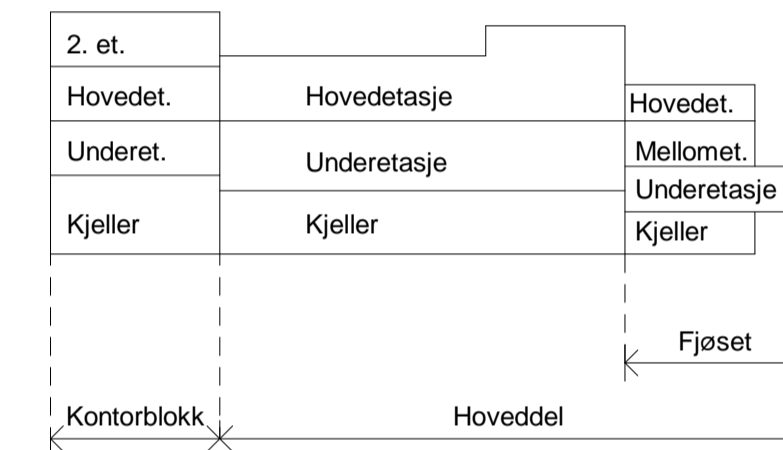 2. et.
Hovedet.
Hovedetasje
Hovedet.
Underet.
Underetasje
Mellomet.
Underetasje
Kjeller
Kjeller
Kjeller
Fjøset
Kontorblokk
Hoveddel